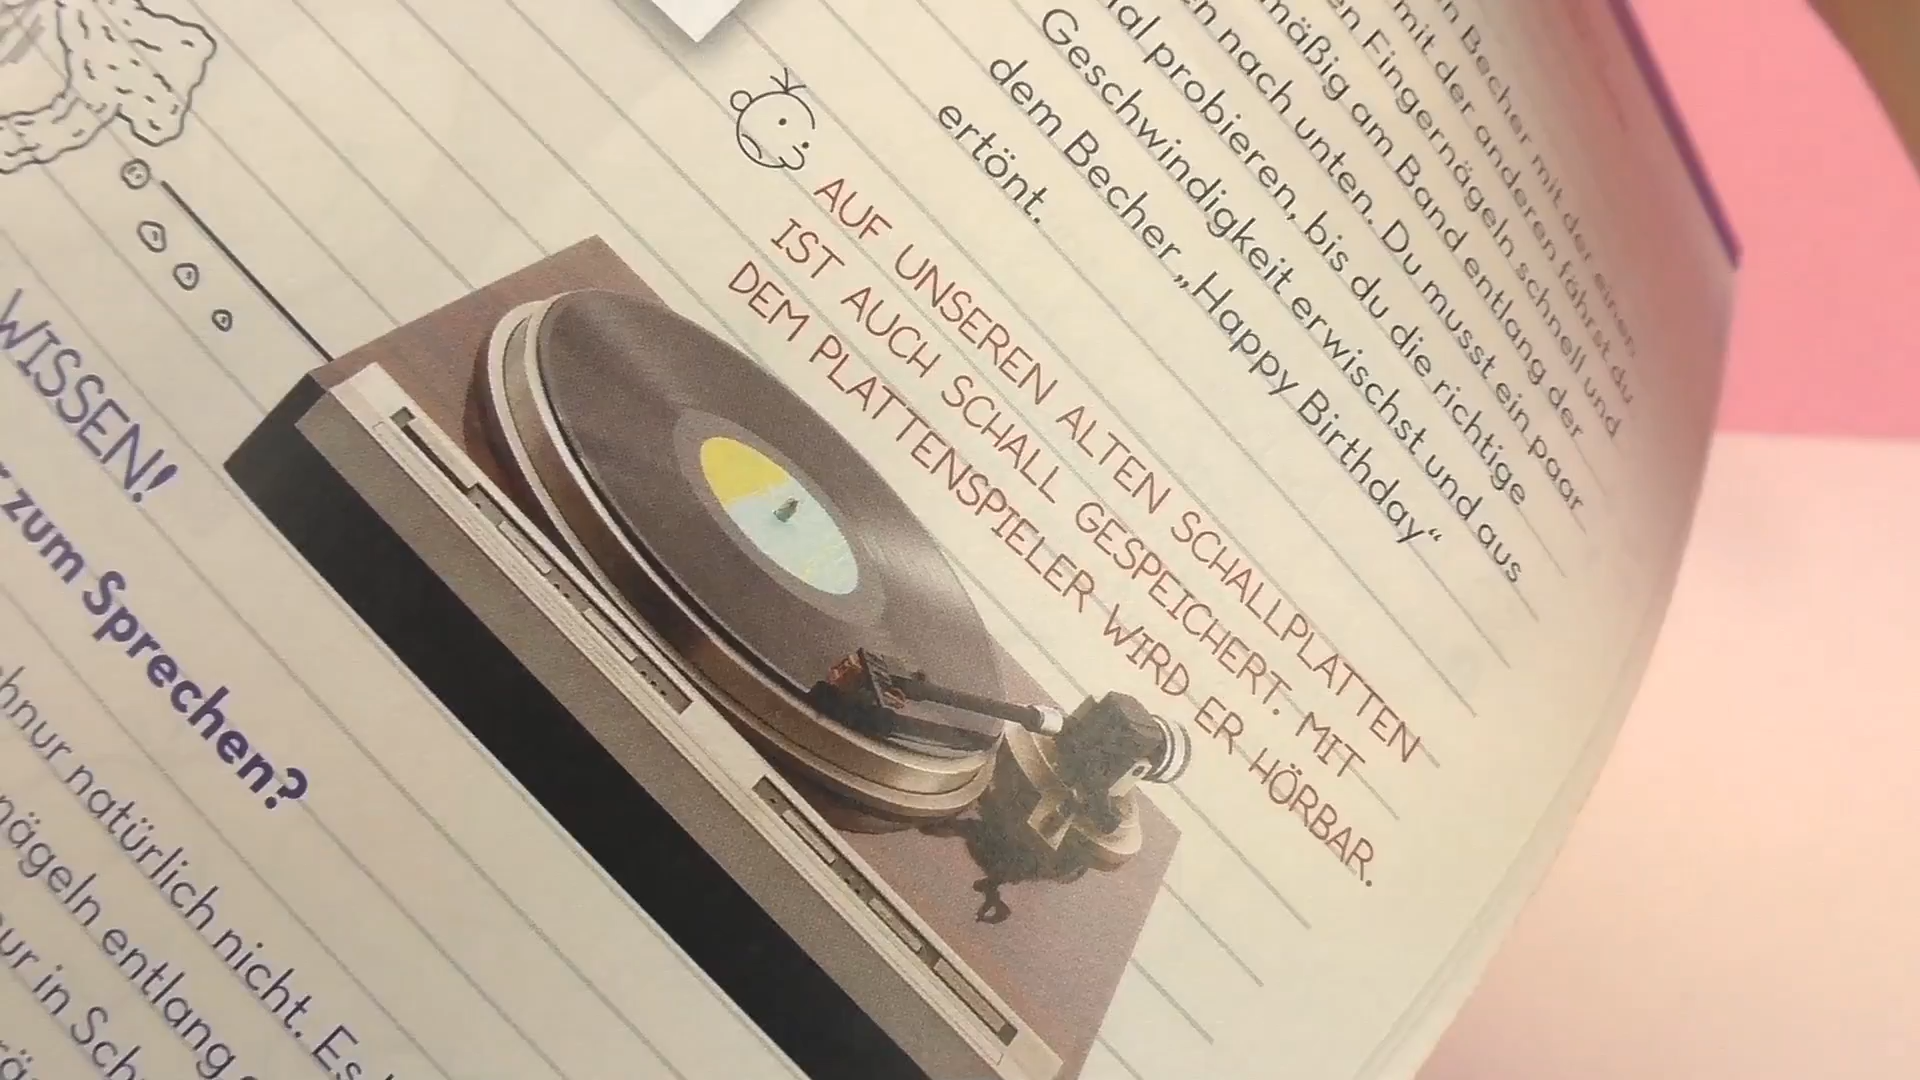 n Becher mit der einen
mit der anderen fährst du
en Fingernägeln schnell und
mäßig am Band entlang der
en nach unten. Du musst ein paar
al probieren, bis du die richtige
Geschwindigkeit erwischst und aus
dem Becher „Happy Birthday“
ertönt.
AUF UNSEREN ALTEN SCHALLPLATTEN
IST AUCH SCHALL GESPEICHERT. MIT
DEM PLATTENSPIELER WIRD ER HÖRBAR.
WISSEN!
r zum Sprechen?
hnur natürlich nicht. Es
nägeln entlang
ur in Sch